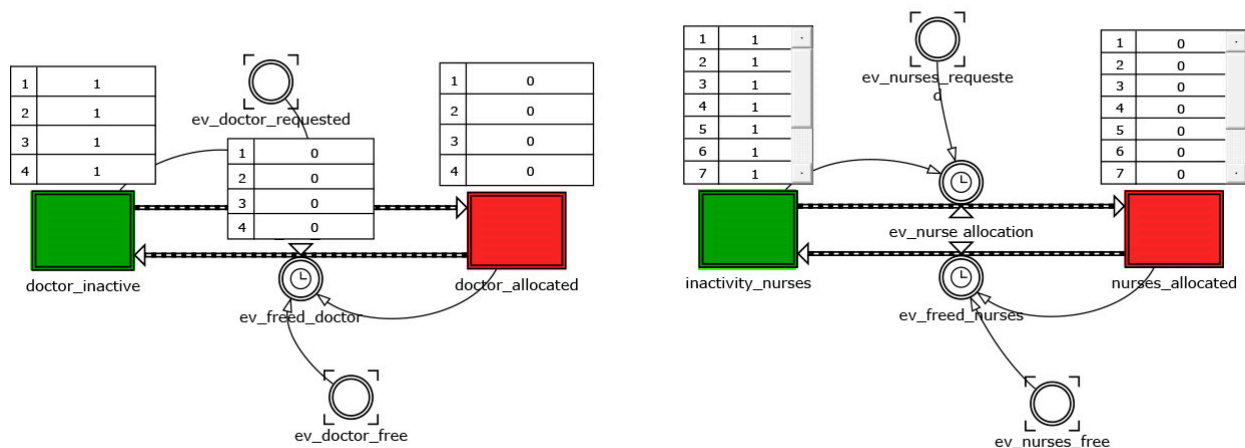 1 1
2 1
3 1
4 1
ev_doctor_requested
1 0
2 0
3 0
4 0
1 0
2 0
3 0
4 0
doctor_inactive
doctor_allocated
ev_freed_doctor
ev_doctor_free
1 1
2 1
3 1
4 1
5 1
6 1
7 1
ev_nurses_requeste
d
1 0
2 0
3 0
4 0
5 0
6 0
7 0
ev_nurse allocation
inactivity_nurses
nurses_allocated
ev_freed_nurses
ev_nurses_free